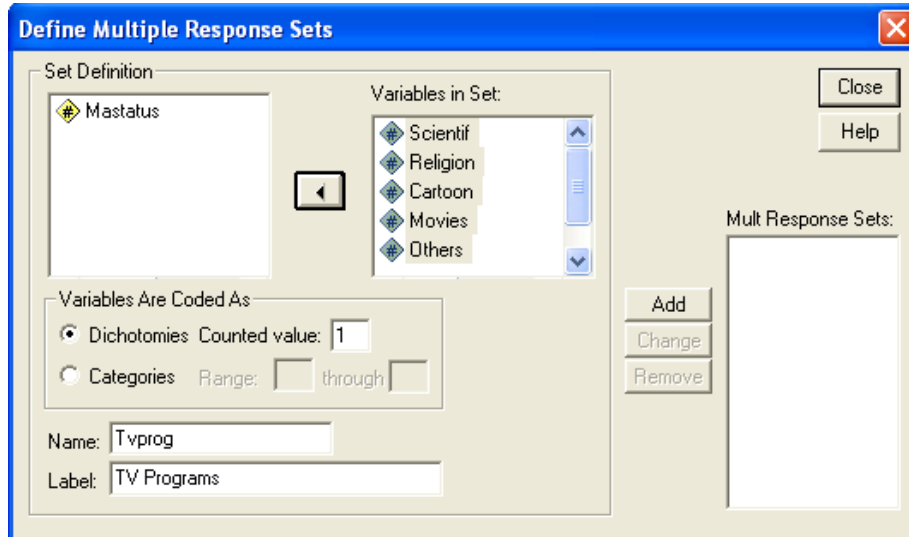 Define Multiple Response Sets
Set Definition
Mastatus
Variables in Set:
Scientif
Religion
Cartoon
Movies
Others
Close
Help
Mult Response Sets:
Variables Are Coded As
Dichotomies Counted value: 1
Categories Range: through
Add
Change
Remove
Name: Tvprog
Label: TV Programs